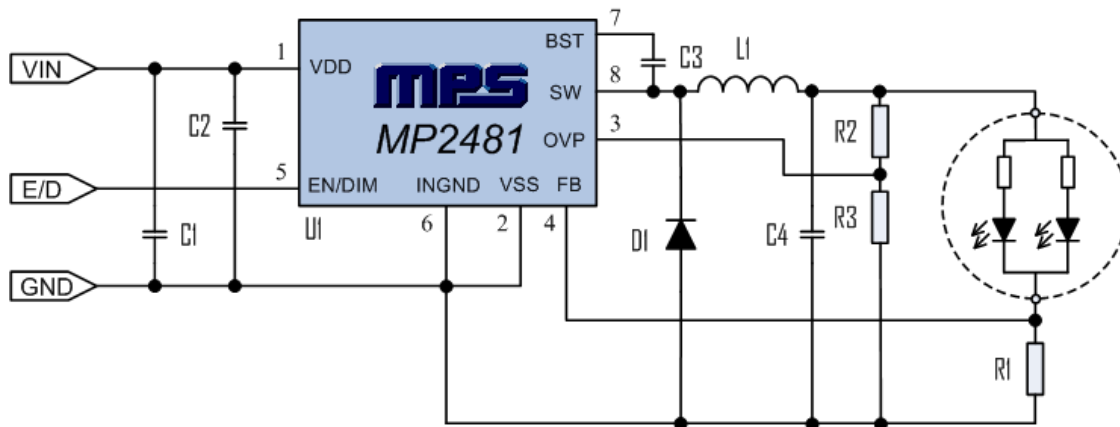 7
BST
C3
L1
1
VIN
VDD
MPS
8
SW
C2
MP2481
3
OVP
R2
5
E/D
EN/DIM
INGND
VSS
FB
U1
6
2
4
C1
D1
C4
R3
GND
R1